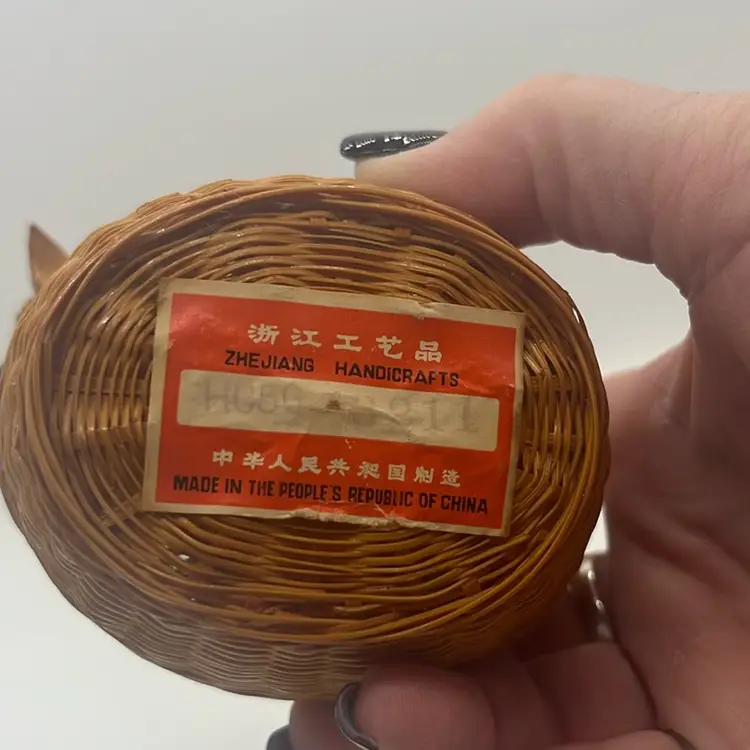 浙江工艺品
ZHEJIANG HANDICRAFTS
中华人民共和国制造
MADE IN THE PEOPLE'S REPUBLIC OF CHINA